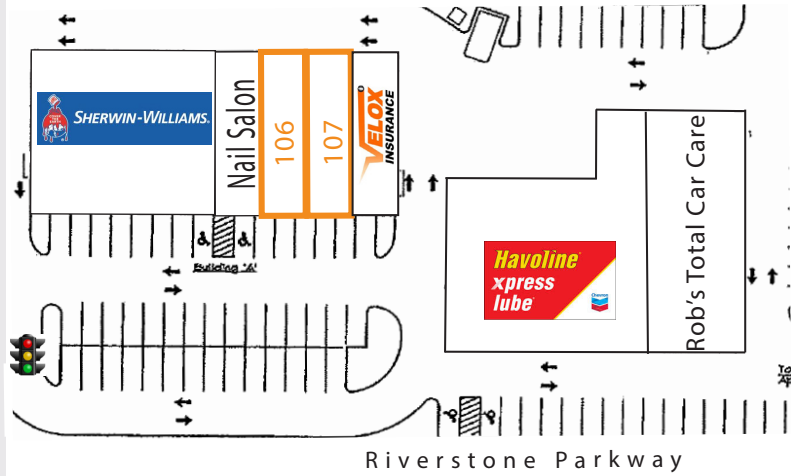 SHERWIN-WILLIAMS.
Nail Salon
106
107
VELOX
INSURANCE
Building "A"
Havoline
xpress
lube
Chevron
Rob's Total Car Care
Riverstone Parkway